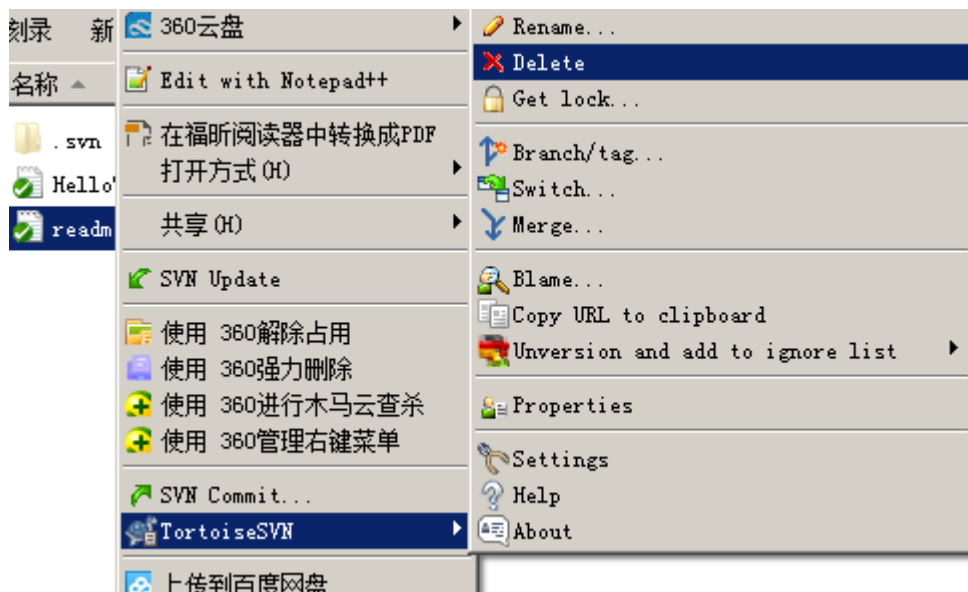 刻录 新
名称
.svn
Hello
readm
360云盘
Edit with Notepad++
在福昕阅读器中转换成PDF
打开方式(H)
共享(H)
SVN Update
使用 360解除占用
使用 360强力删除
使用 360进行木马云查杀
使用 360管理右键菜单
SVN Commit...
TortoiseSVN
上传到百度网盘
Rename...
Delete
Get lock...
Branch/tag...
Switch...
Merge...
Blame...
Copy URL to clipboard
Unversion and add to ignore list
Properties
Settings
Help
About